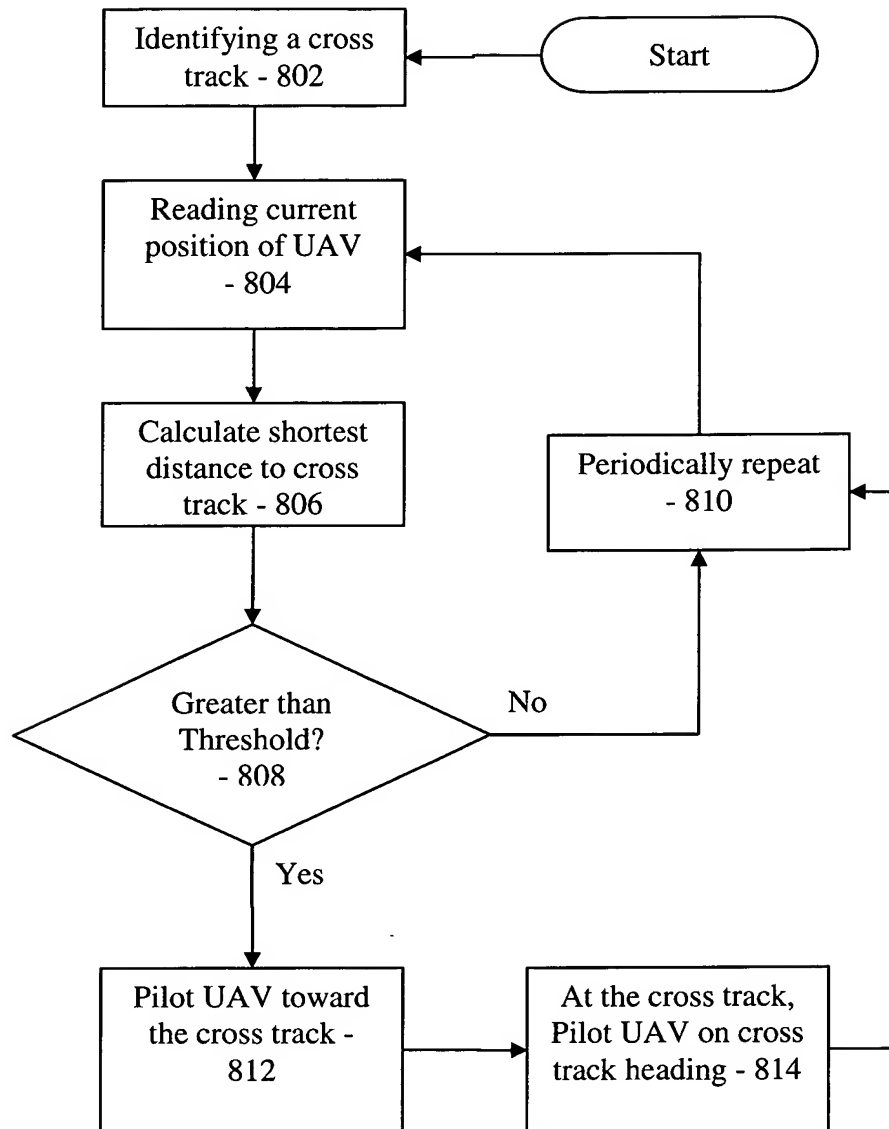 Start
Identifying a cross
track - 802
Reading current
position of UAV
- 804
Calculate shortest
distance to cross
track - 806
Periodically repeat
- 810
Greater than
Threshold?
- 808
No
Yes
Pilot UAV toward
the cross track -
812
At the cross track,
Pilot UAV on cross
track heading - 814